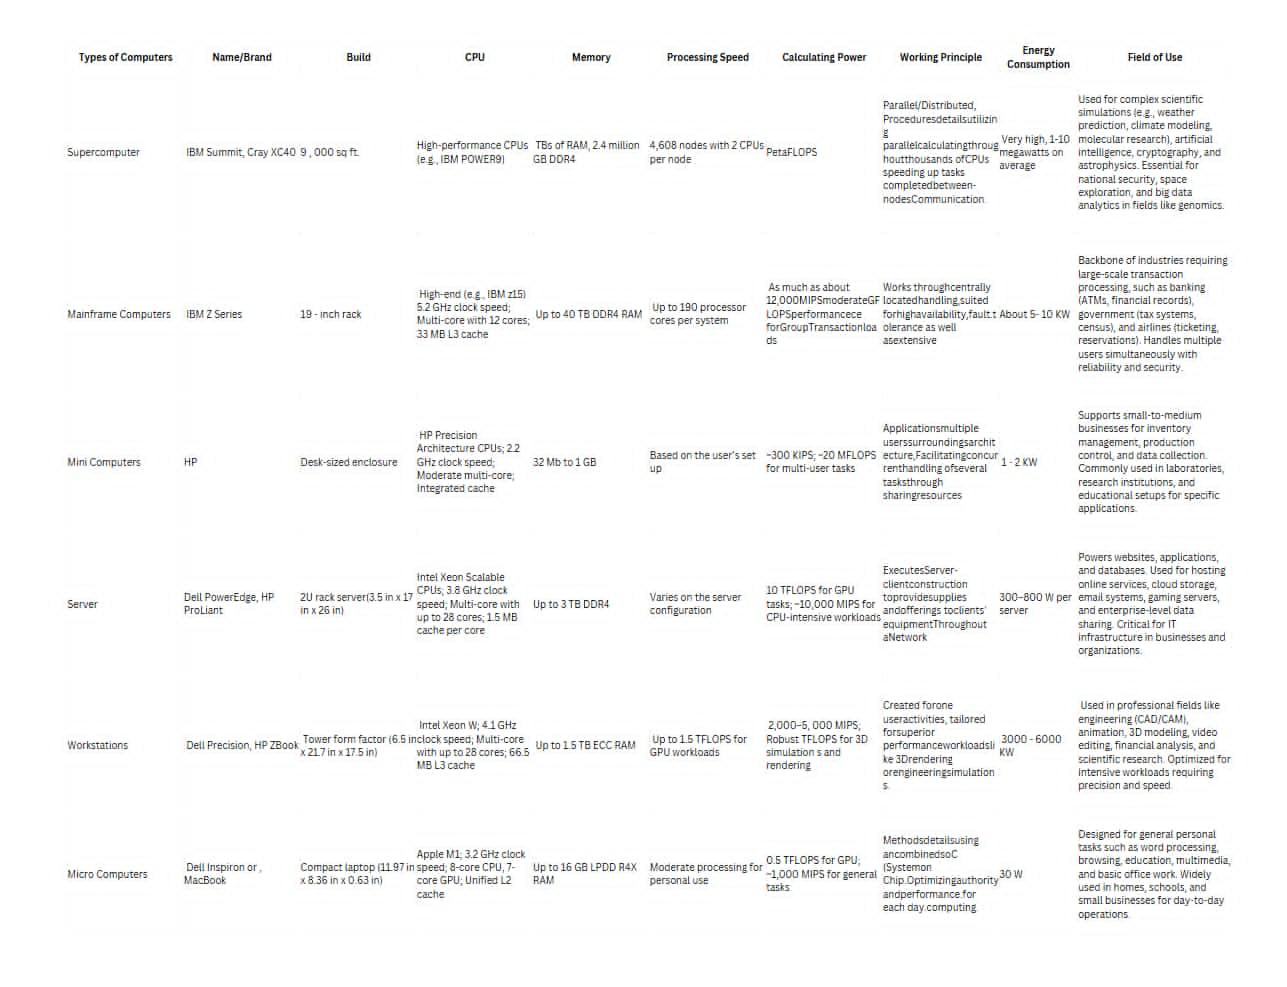 Types of Computers
Name/Brand
Build
CPU
Memory
Processing Speed
Calculating Power
Working Principle
Energy
Consumption
Field of Use
Supercomputer
IBM Summit, Cray XC40
9 , 000 sq ft.
High-performance CPUs
(e.g., IBM POWER9)
TBs of RAM, 2.4 million
GB DDR4
4,608 nodes with 2 CPUs
per node
PetaFLOPS
Parallel/Distributed,
Proceduresdetailsutilizin
g
parallelcalculatingthroug
houtthousands ofCPUs
speeding up tasks
completedbetween-
nodesCommunication.
Very high, 1-10
megawatts on
average
Used for complex scientific
simulations (e.g., weather
prediction, climate modeling,
molecular research), artificial
intelligence, cryptography, and
astrophysics. Essential for
national security, space
exploration, and big data
analytics in fields like genomics.
Mainframe Computers
IBM Z Series
19 - inch rack
High-end (e.g., IBM z15)
5.2 GHz clock speed;
Multi-core with 12 cores;
33 MB L3 cache
Up to 40 TB DDR4 RAM
Up to 190 processor
cores per system
As much as about
12,000MIPSmoderateGF
LOPSperformancece
forGroupTransactionloa
ds
Works throughcentrally
locatedhandling,suited
forhighavailability,fault.t
olerance as well
asextensive
About 5- 10 KW
Backbone of industries requiring
large-scale transaction
processing, such as banking
(ATMs, financial records),
government (tax systems,
census), and airlines (ticketing,
reservations). Handles multiple
users simultaneously with
reliability and security.
Mini Computers
HP
Desk-sized enclosure
HP Precision
Architecture CPUs; 2.2
GHz clock speed;
Moderate multi-core;
Integrated cache
32 Mb to 1 GB
Based on the user's set
up
~300 KIPS; ~20 MFLOPS
for multi-user tasks
Applicationsmultiple
userssurroundingsarchit
ecture,Facilitatingconcur
renthandling ofseveral
tasksthrough
sharingresources
1 - 2 KW
Supports small-to-medium
businesses for inventory
management, production
control, and data collection.
Commonly used in laboratories,
research institutions, and
educational setups for specific
applications.
Server
Dell PowerEdge, HP
ProLiant
2U rack server(3.5 in x 17
in x 26 in)
Intel Xeon Scalable
CPUs; 3.8 GHz clock
speed; Multi-core with
up to 28 cores; 1.5 MB
cache per core
Up to 3 TB DDR4
Varies on the server
configuration
10 TFLOPS for GPU
tasks; ~10,000 MIPS for
CPU-intensive workloads
ExecutesServer-
clientconstruction
toprovidesupplies
andofferings toclients'
equipmentThroughout
aNetwork
300–800 W per
server
Powers websites, applications,
and databases. Used for hosting
online services, cloud storage,
email systems, gaming servers,
and enterprise-level data
sharing. Critical for IT
infrastructure in businesses and
organizations.
Workstations
Dell Precision, HP ZBook
Tower form factor (6.5 in
x 21.7 in x 17.5 in)
Intel Xeon W; 4.1 GHz
clock speed; Multi-core
with up to 28 cores; 66.5
MB L3 cache
Up to 1.5 TB ECC RAM
Up to 1.5 TFLOPS for
GPU workloads
2,000–5, 000 MIPS;
Robust TFLOPS for 3D
simulation s and
rendering
Created forone
useractivities, tailored
forsuperior
performanceworkloadsli
ke 3Drendering
orengineeringsimulation
s.
3000 - 6000
KW
Used in professional fields like
engineering (CAD/CAM),
animation, 3D modeling, video
editing, financial analysis, and
scientific research. Optimized for
intensive workloads requiring
precision and speed.
Micro Computers
Dell Inspiron or ,
MacBook
Compact laptop (11.97 in
x 8.36 in x 0.63 in)
Apple M1; 3.2 GHz clock
speed; 8-core CPU, 7-
core GPU; Unified L2
cache
Up to 16 GB LPDD R4X
RAM
Moderate processing for
personal use
0.5 TFLOPS for GPU;
~1,000 MIPS for general
tasks
Methodsdetailsusing
ancombinedsoC
(Systemon
Chip.Optimizingauthority
andperformance.for
each day.computing.
30 W
Designed for general personal
tasks such as word processing,
browsing, education, multimedia,
and basic office work. Widely
used in homes, schools, and
small businesses for day-to-day
operations.